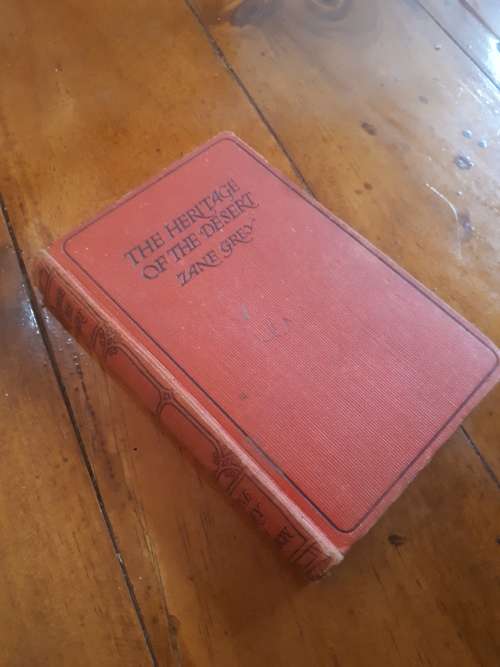 THE HERITAGE
OF THE DESERT
ZANE GREY